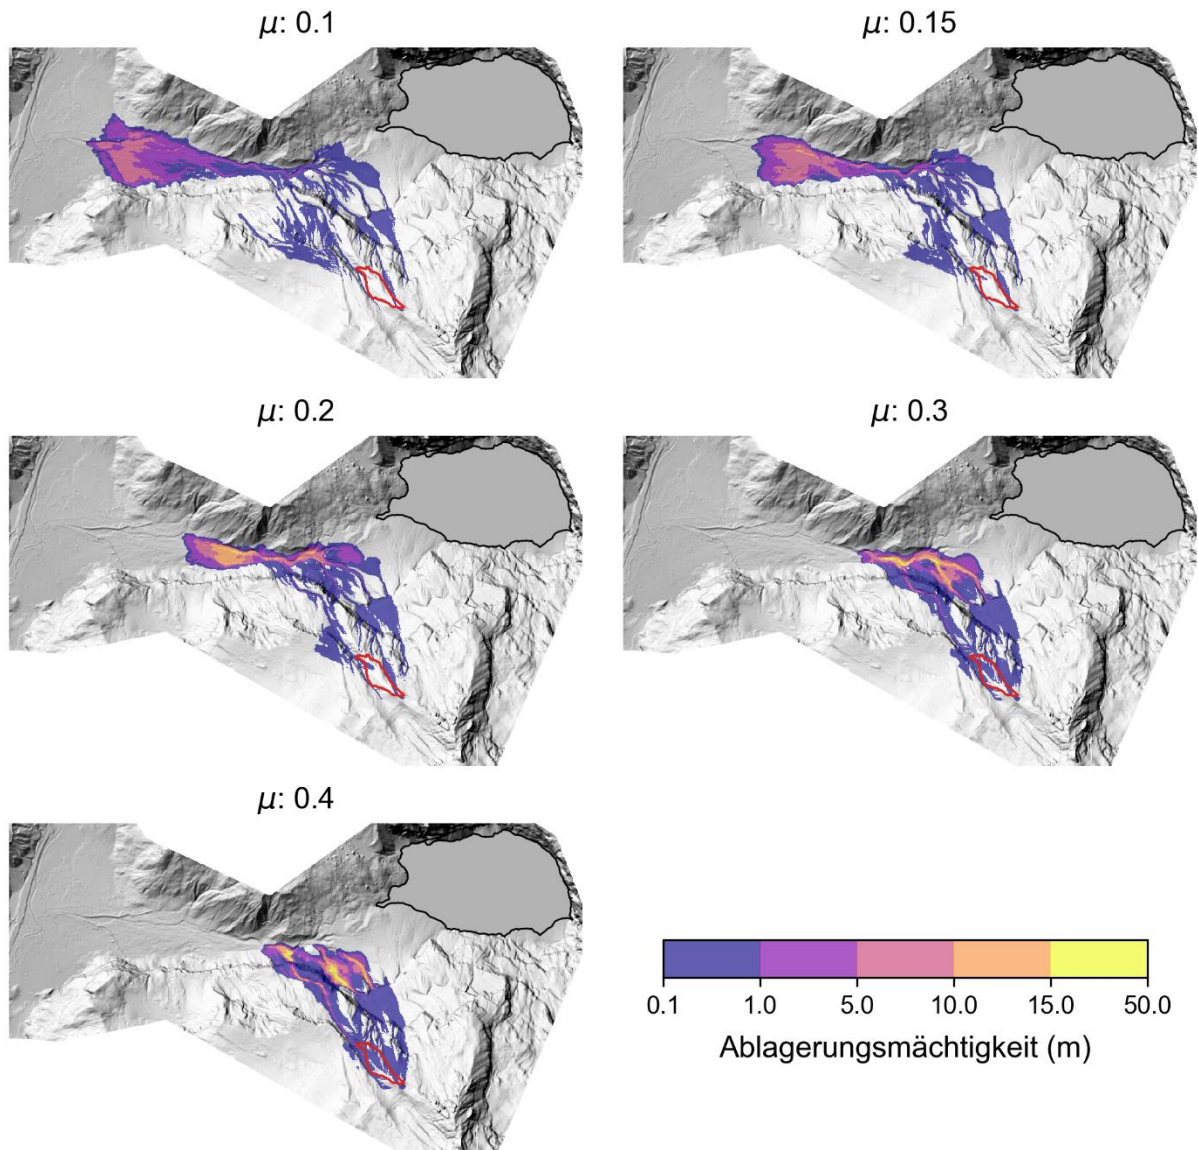 μ: 0.1
μ: 0.15
μ: 0.2
μ: 0.3
μ: 0.4
0.1 1.0 5.0 10.0 15.0 50.0
Ablagerungsmächtigkeit (m)